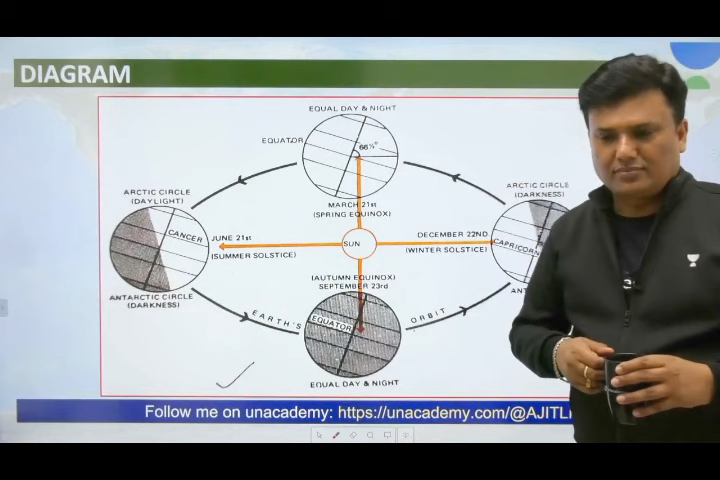 DIAGRAM
EQUAL DAY & NIGHT
EQUATOR
66½°
MARCH 21st
(SPRING EQUINOX)
ARCTIC CIRCLE
(DAYLIGHT)
CANCER
ANTARCTIC CIRCLE
(DARKNESS)
JUNE 21st
(SUMMER SOLSTICE)
SUN
DECEMBER 22ND
(WINTER SOLSTICE)
ARCTIC CIRCLE
(DARKNESS)
CAPRICORN
(AUTUMN EQUINOX)
SEPTEMBER 23rd
EQUATOR
EARTH'S ORBIT
EQUAL DAY & NIGHT
Follow me on unacademy: https://unacademy.com/@AJITL